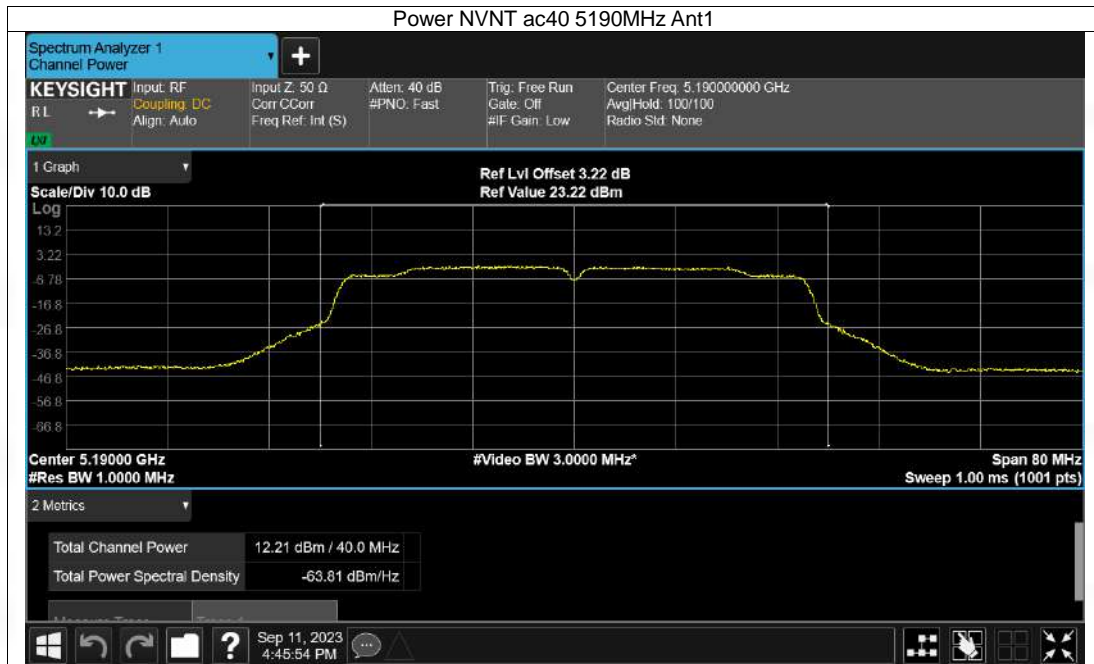 Power NVNT ac40 5190MHz Ant1
Spectrum Analyzer 1
Channel Power
+
KEYSIGHT
RL
Input: RF
Coupling: DC
Align: Auto
Input Z: 50 Ω
Corr CCorr
Freq Ref: Int (S)
Atten: 40 dB
#PNO: Fast
Trig: Free Run
Gate: Off
#IF Gain: Low
Center Freq: 5.190000000 GHz
Avg|Hold: 100/100
Radio Std: None
LXI
1 Graph
Scale/Div 10.0 dB
Ref Lvl Offset 3.22 dB
Ref Value 23.22 dBm
Log
13.2
3.22
-6.78
-16.8
-26.8
-36.8
-46.8
-56.8
-66.8
Center 5.19000 GHz
#Res BW 1.0000 MHz
#Video BW 3.0000 MHz*
Span 80 MHz
Sweep 1.00 ms (1001 pts)
2 Metrics
Total Channel Power 12.21 dBm / 40.0 MHz
Total Power Spectral Density -63.81 dBm/Hz
?
Sep 11, 2023
4:45:54 PM